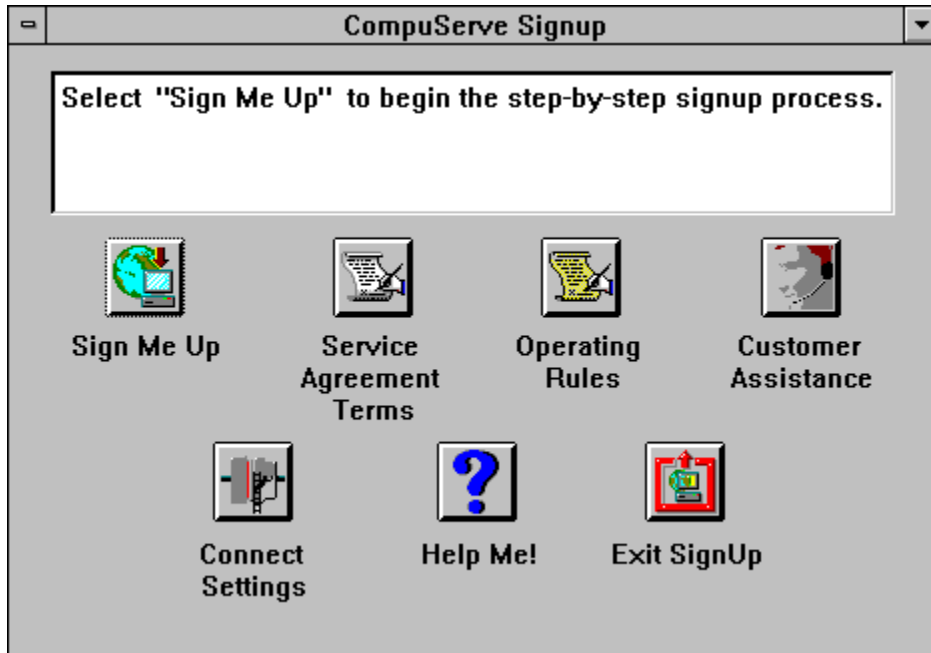 CompuServe Signup
Select "Sign Me Up" to begin the step-by-step signup process.
Sign Me Up
Service
Agreement
Terms
Operating
Rules
Customer
Assistance
Connect
Settings
Help Me!
Exit SignUp